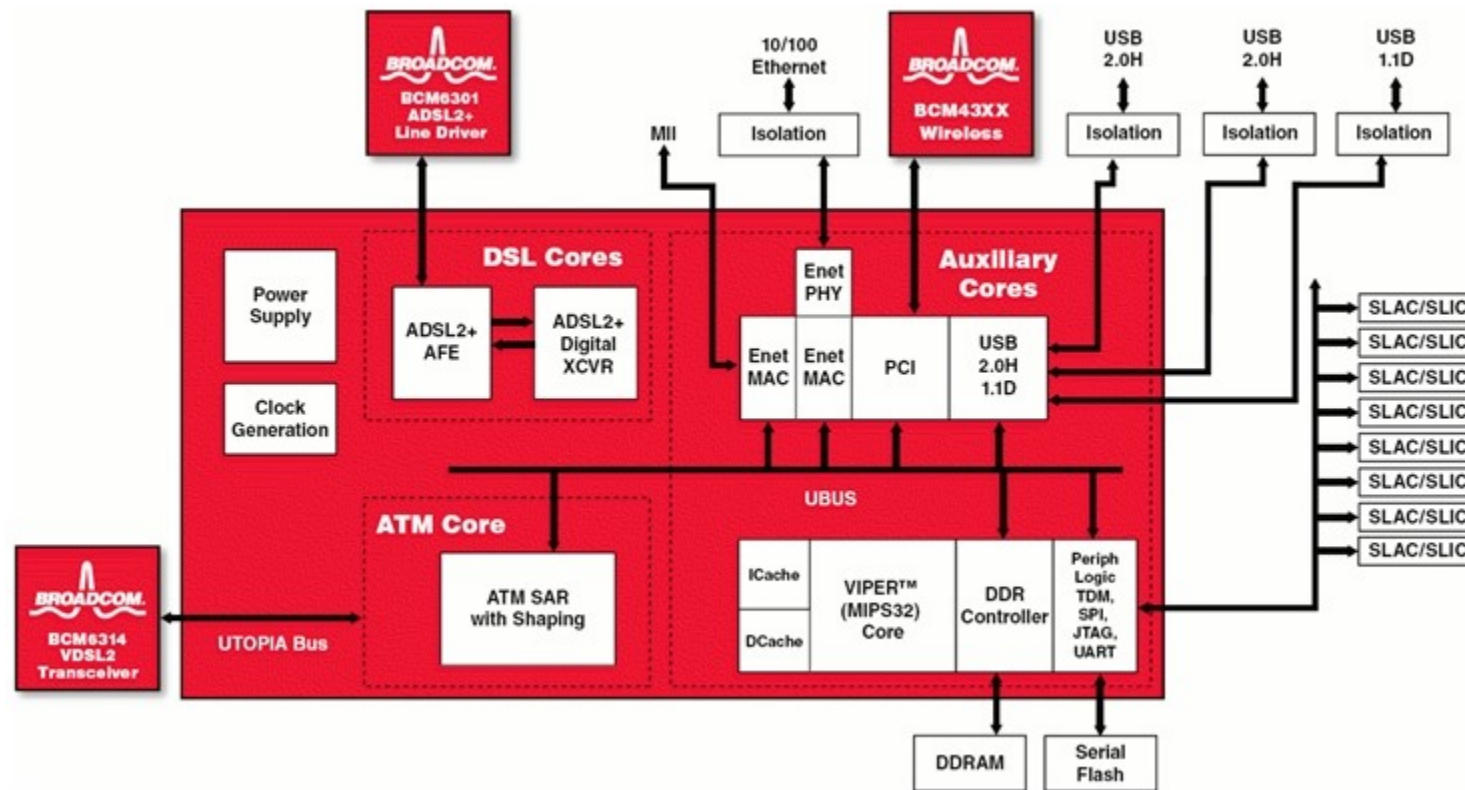 BROADCOM.
BCM6301
ADSL2+
Line Driver
10/100
Ethernet
MII
Isolation
BROADCOM.
BCM43XX
Wireless
USB
2.0H
Isolation
USB
2.0H
Isolation
USB
1.1D
Isolation
Power
Supply
Clock
Generation
DSL Cores
ADSL2+
AFE
ADSL2+
Digital
XCVR
Auxiliary
Cores
Enet
PHY
Enet
MAC
Enet
MAC
PCI
USB
2.0H
1.1D
UBUS
SLAC/SLIC
SLAC/SLIC
SLAC/SLIC
SLAC/SLIC
SLAC/SLIC
SLAC/SLIC
SLAC/SLIC
SLAC/SLIC
BROADCOM.
BCM6314
VDSL2
Transceiver
UTOPIA Bus
ATM Core
ATM SAR
with Shaping
ICache
DCache
VIPER™
(MIPS32)
Core
DDR
Controller
Periph
Logic
TDM,
SPI,
JTAG,
UART
DDRAM
Serial
Flash